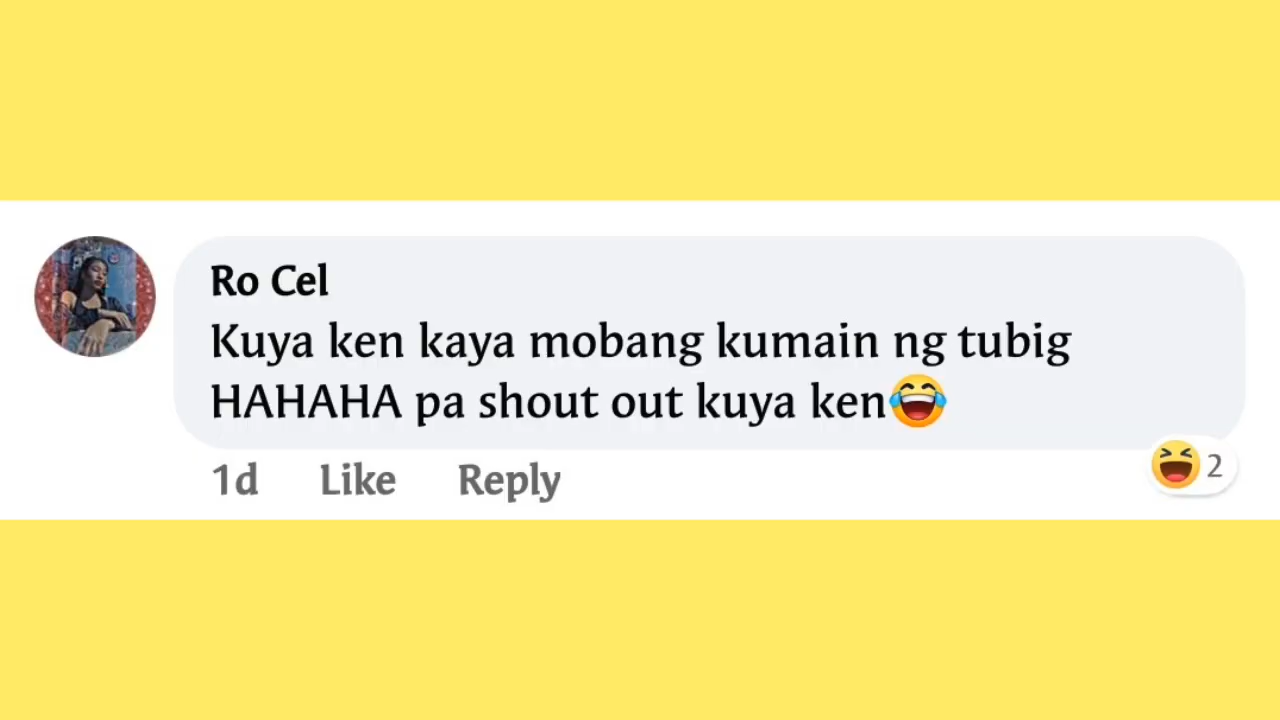 Ro Cel
Kuya ken kaya mobang kumain ng tubig
HAHAHA pa shout out kuya ken😂
1d Like Reply
2